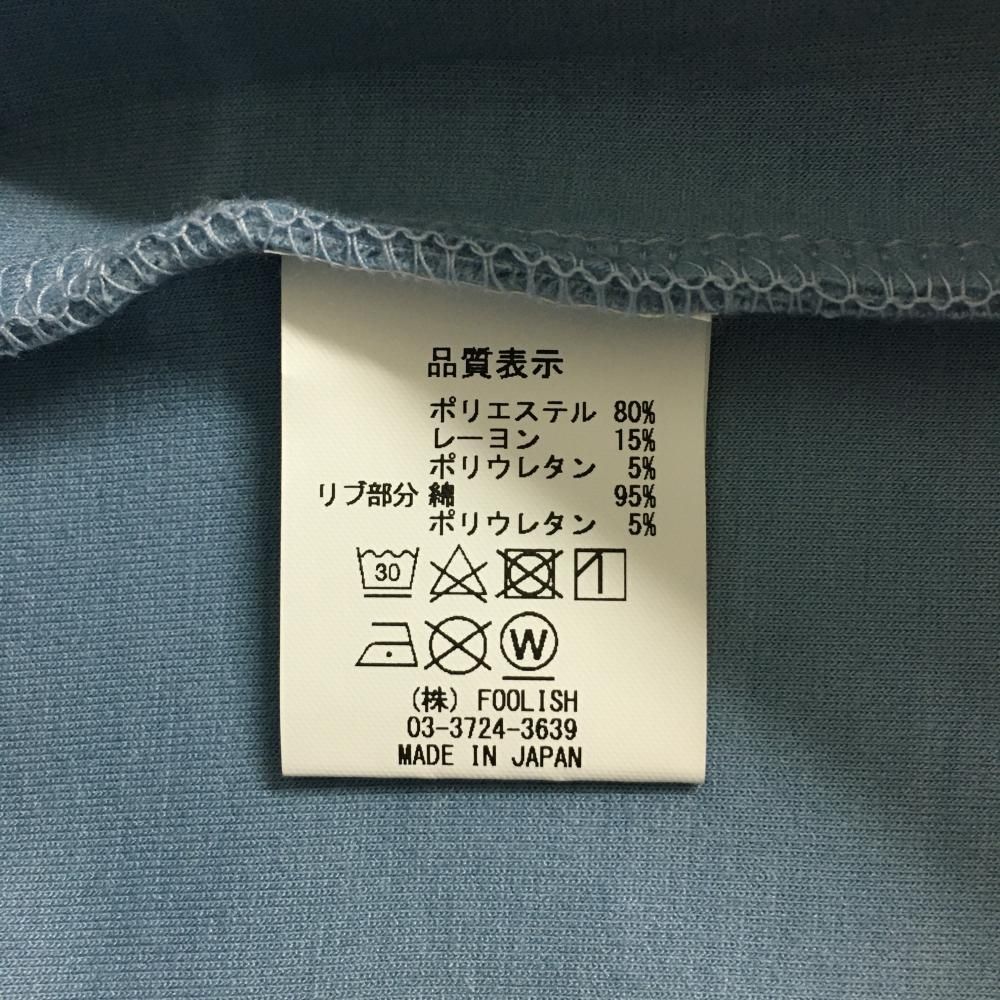 品質表示
ポリエステル 80%
レーヨン 15%
ポリウレタン 5%
リブ部分 綿 95%
ポリウレタン 5%
30
W
(株) FOOLISH
03-3724-3639
MADE IN JAPAN